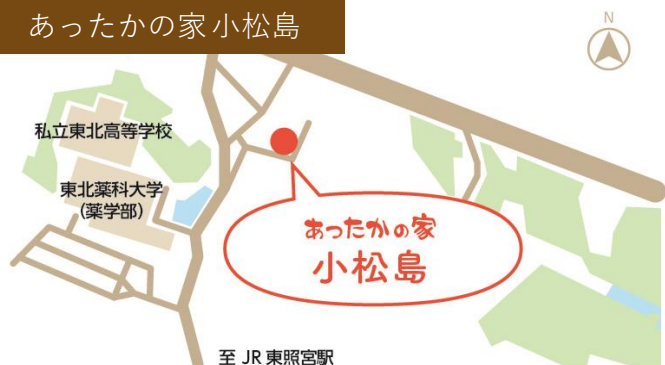 あったかの家 小松島
N
私立東北高等学校
東北薬科大学
(薬学部)
あったかの家
小松島
至 JR 東照宮駅